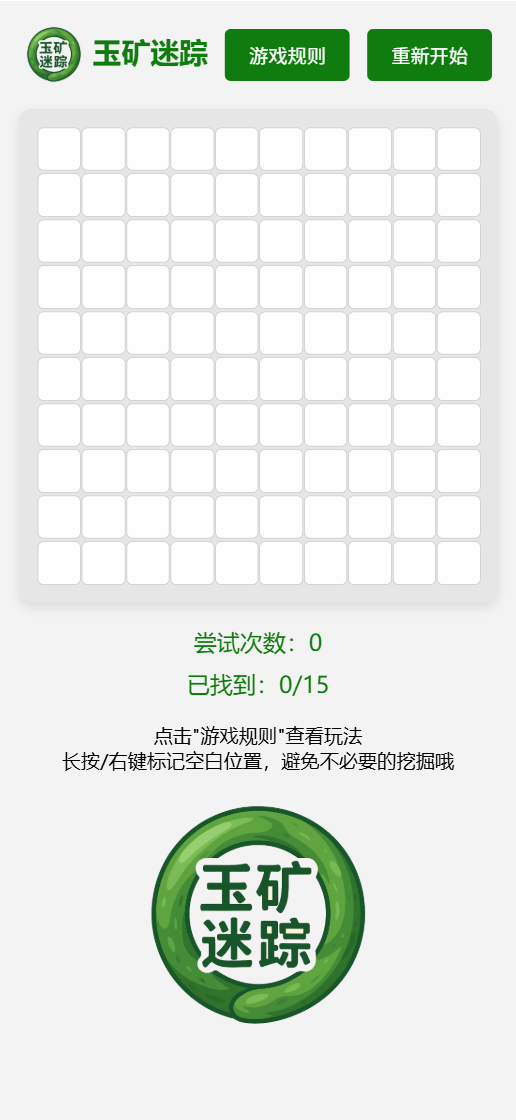 玉矿
迷踪
玉矿迷踪
游戏规则
重新开始
尝试次数：0
已找到：0/15
点击"游戏规则"查看玩法
长按/右键标记空白位置，避免不必要的挖掘哦
玉矿
迷踪